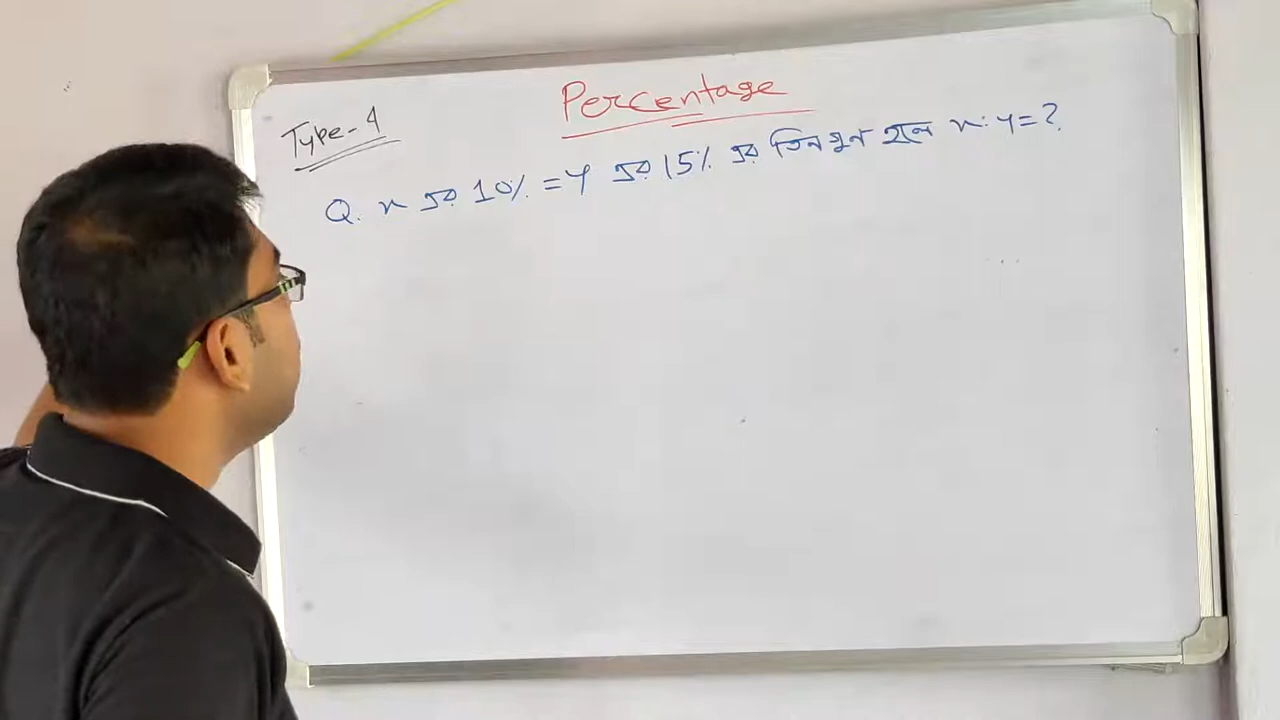 Percentage
Type-4
Q. x এর 10% = y এর 15% এর তিনগুন হলে x:y=?